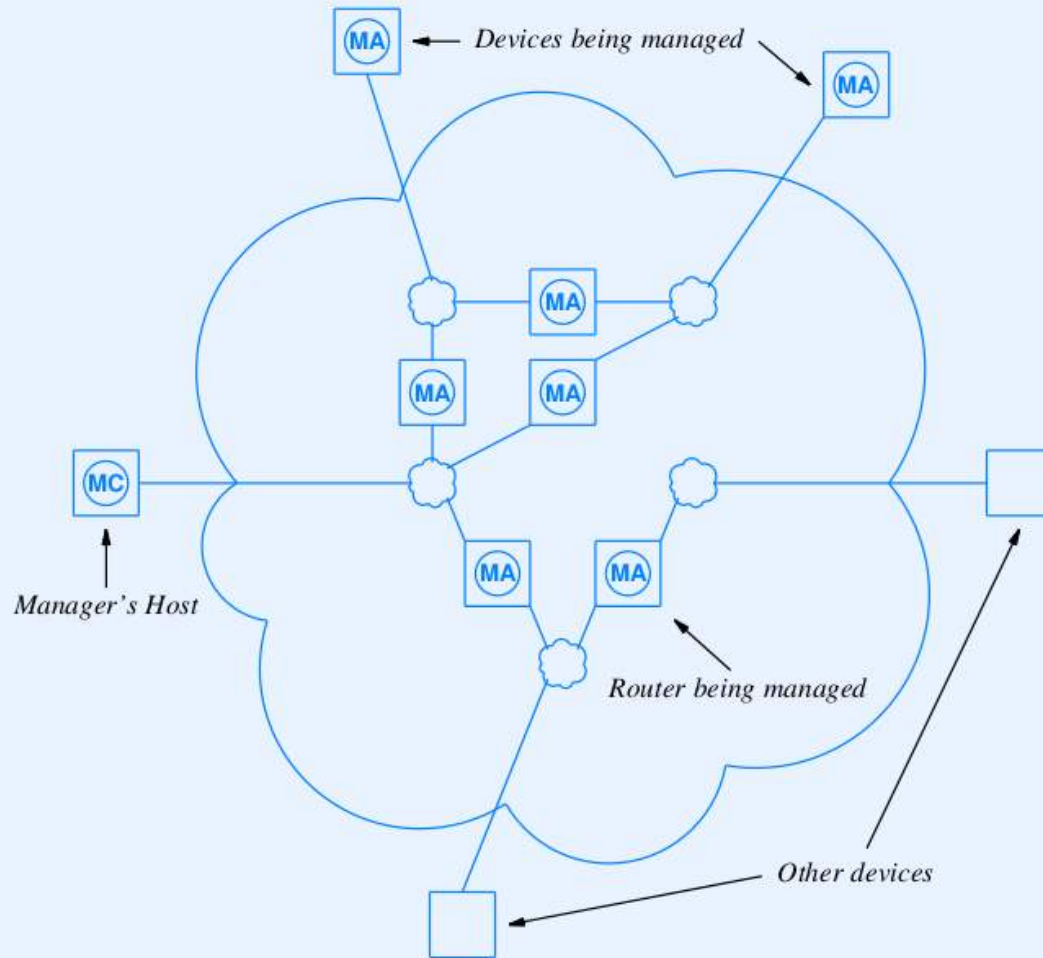 MA
Devices being managed
MA
MA
MA
MA
MC
MA
MA
Manager’s Host
Router being managed
Other devices